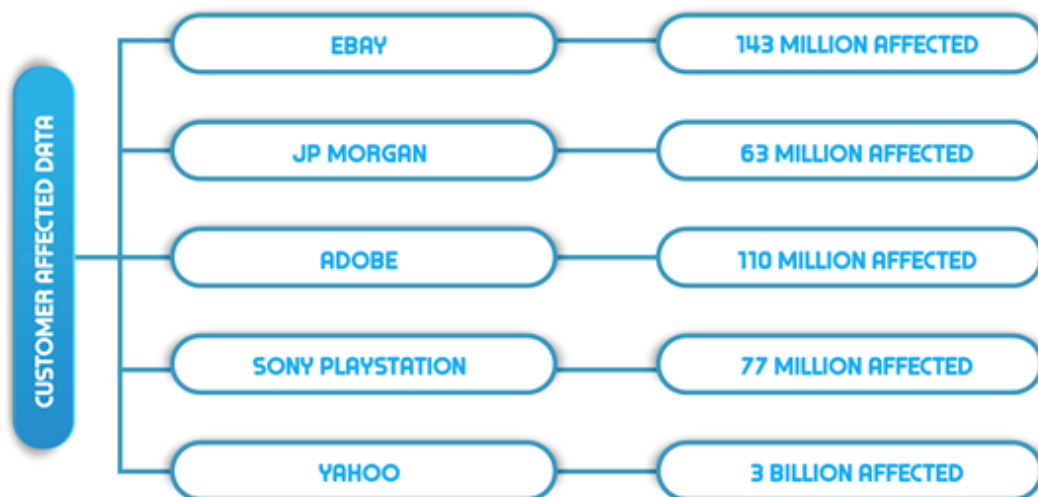 CUSTOMER AFFECTED DATA
EBAY
143 MILLION AFFECTED
JP MORGAN
63 MILLION AFFECTED
ADOBE
110 MILLION AFFECTED
SONY PLAYSTATION
77 MILLION AFFECTED
YAHOO
3 BILLION AFFECTED